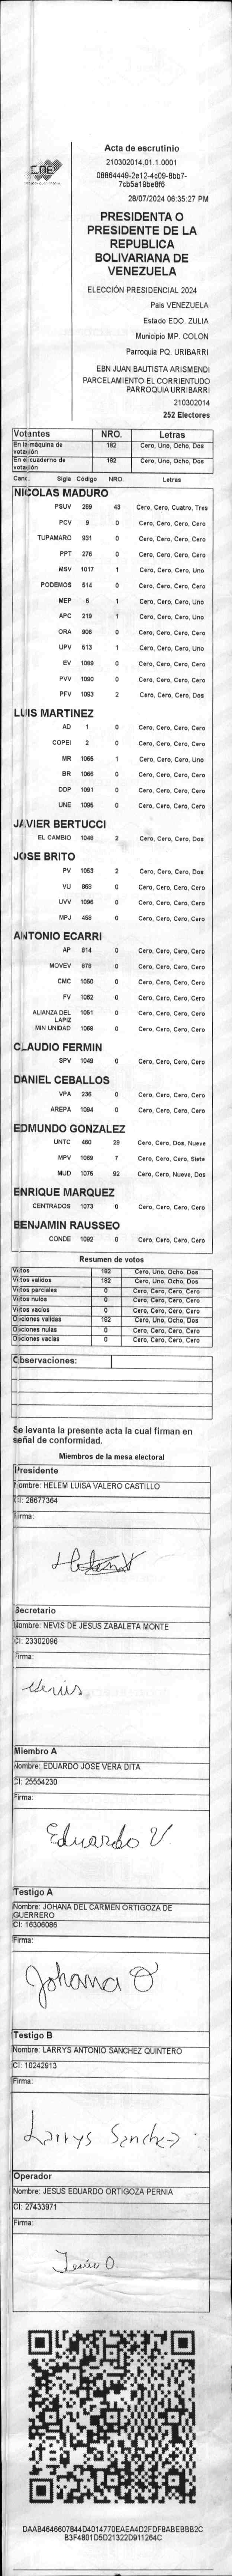 CNE
Acta de escrutinio
210302014.01.1.0001
08864449-2e12-4c09-8bb7-
7cb5a19be8f6
28/07/2024 06:35:27 PM
PRESIDENTA O
PRESIDENTE DE LA
REPUBLICA
BOLIVARIANA DE
VENEZUELA
ELECCIÓN PRESIDENCIAL 2024
País VENEZUELA
Estado EDO. ZULIA
Municipio MP. COLON
Parroquia PQ. URIBARRI
EBN JUAN BAUTISTA ARISMENDI
PARCELAMIENTO EL CORRIENTUDO
PARROQUIA URRIBARRI
210302014
252 Electores
Votantes NRO. Letras
En la máquina de votación 182 Cero, Uno, Ocho, Dos
En el cuaderno de votación 182 Cero, Uno, Ocho, Dos
Cand. Sigla Código NRO. Letras
NICOLAS MADURO
PSUV 269 43 Cero, Cero, Cuatro, Tres
PCV 9 0 Cero, Cero, Cero, Cero
TUPAMARO 931 0 Cero, Cero, Cero, Cero
PPT 276 0 Cero, Cero, Cero, Cero
MSV 1017 1 Cero, Cero, Cero, Uno
PODEMOS 514 0 Cero, Cero, Cero, Cero
MEP 6 1 Cero, Cero, Cero, Uno
APC 219 1 Cero, Cero, Cero, Uno
ORA 906 0 Cero, Cero, Cero, Cero
UPV 513 1 Cero, Cero, Cero, Uno
EV 1089 0 Cero, Cero, Cero, Cero
PVV 1090 0 Cero, Cero, Cero, Cero
PFV 1093 2 Cero, Cero, Cero, Dos
LUIS MARTINEZ
AD 1 0 Cero, Cero, Cero, Cero
COPEI 2 0 Cero, Cero, Cero, Cero
MR 1065 1 Cero, Cero, Cero, Uno
BR 1066 0 Cero, Cero, Cero, Cero
DDP 1091 0 Cero, Cero, Cero, Cero
UNE 1095 0 Cero, Cero, Cero, Cero
JAVIER BERTUCCI
EL CAMBIO 1048 2 Cero, Cero, Cero, Dos
JOSE BRITO
PV 1053 2 Cero, Cero, Cero, Dos
VU 868 0 Cero, Cero, Cero, Cero
UVV 1096 0 Cero, Cero, Cero, Cero
MPJ 458 0 Cero, Cero, Cero, Cero
ANTONIO ECARRI
AP 814 0 Cero, Cero, Cero, Cero
MOVEV 878 0 Cero, Cero, Cero, Cero
CMC 1050 0 Cero, Cero, Cero, Cero
FV 1062 0 Cero, Cero, Cero, Cero
ALIANZA DEL LAPIZ 1051 0 Cero, Cero, Cero, Cero
MIN UNIDAD 1068 0 Cero, Cero, Cero, Cero
CLAUDIO FERMIN
SPV 1049 0 Cero, Cero, Cero, Cero
DANIEL CEBALLOS
VPA 236 0 Cero, Cero, Cero, Cero
AREPA 1094 0 Cero, Cero, Cero, Cero
EDMUNDO GONZALEZ
UNTC 460 29 Cero, Cero, Dos, Nueve
MPV 1069 7 Cero, Cero, Cero, Siete
MUD 1075 92 Cero, Cero, Nueve, Dos
ENRIQUE MARQUEZ
CENTRADOS 1073 0 Cero, Cero, Cero, Cero
BENJAMIN RAUSSEO
CONDE 1092 0 Cero, Cero, Cero, Cero
Resumen de votos
Votos 182 Cero, Uno, Ocho, Dos
Votos validos 182 Cero, Uno, Ocho, Dos
Votos parciales 0 Cero, Cero, Cero, Cero
Votos nulos 0 Cero, Cero, Cero, Cero
Votos vacios 0 Cero, Cero, Cero, Cero
Opciones validas 182 Cero, Uno, Ocho, Dos
Opciones nulas 0 Cero, Cero, Cero, Cero
Opciones vacias 0 Cero, Cero, Cero, Cero
Observaciones:
Se levanta la presente acta la cual firman en
señal de conformidad.
Miembros de la mesa electoral
Presidente
Nombre: HELEM LUISA VALERO CASTILLO
CI: 28677364
Firma:
Secretario
Nombre: NEVIS DE JESUS ZABALETA MONTE
CI: 23302096
Firma:
Nevis
Miembro A
Nombre: EDUARDO JOSE VERA DITA
CI: 25554230
Firma:
Eduardo V.
Testigo A
Nombre: JOHANA DEL CARMEN ORTIGOZA DE
GUERRERO
CI: 16306086
Firma:
Johana O
Testigo B
Nombre: LARRYS ANTONIO SANCHEZ QUINTERO
CI: 10242913
Firma:
Larrys Sanchez
Operador
Nombre: JESUS EDUARDO ORTIGOZA PERNIA
CI: 27433971
Firma:
Jesus O.
DAAB4646607844D4014770EAEA4D2FDF8ABEBBB2C
B3F4801D5D21322D911264C